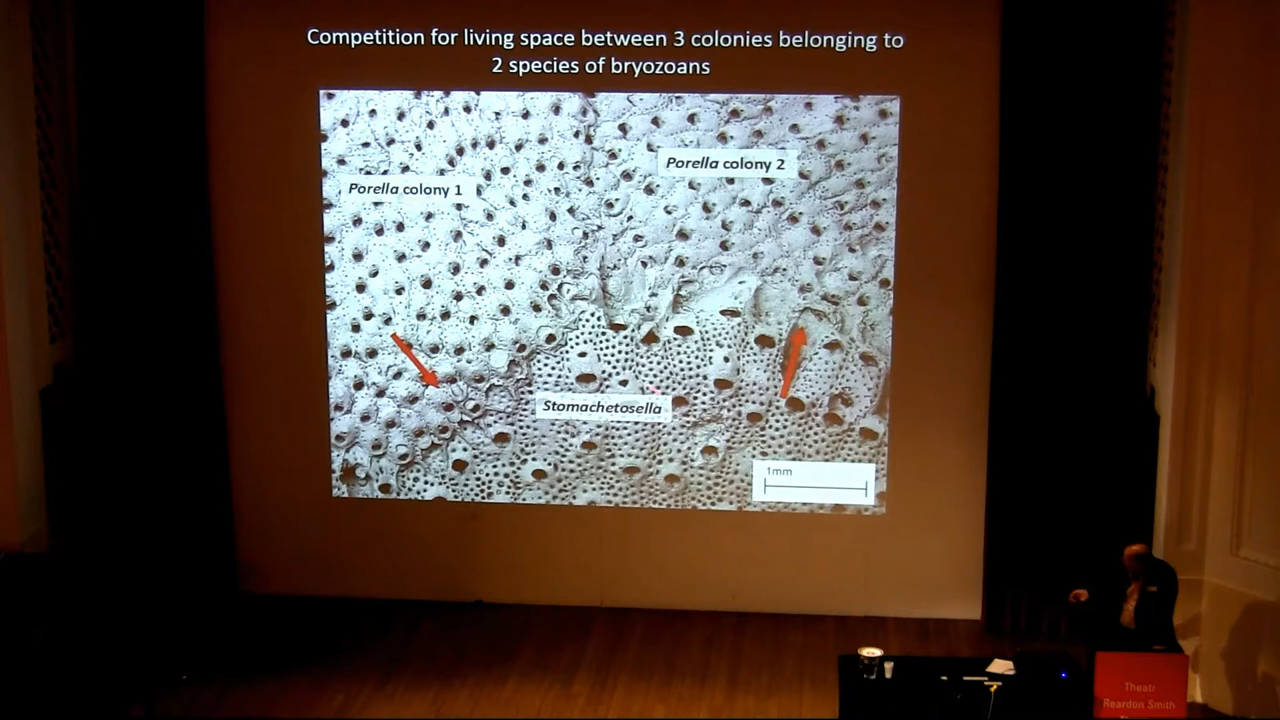 Competition for living space between 3 colonies belonging to
2 species of bryozoans
Porella colony 2
Porella colony 1
Stomachetosella
1mm
Theatr
Reardon Smith